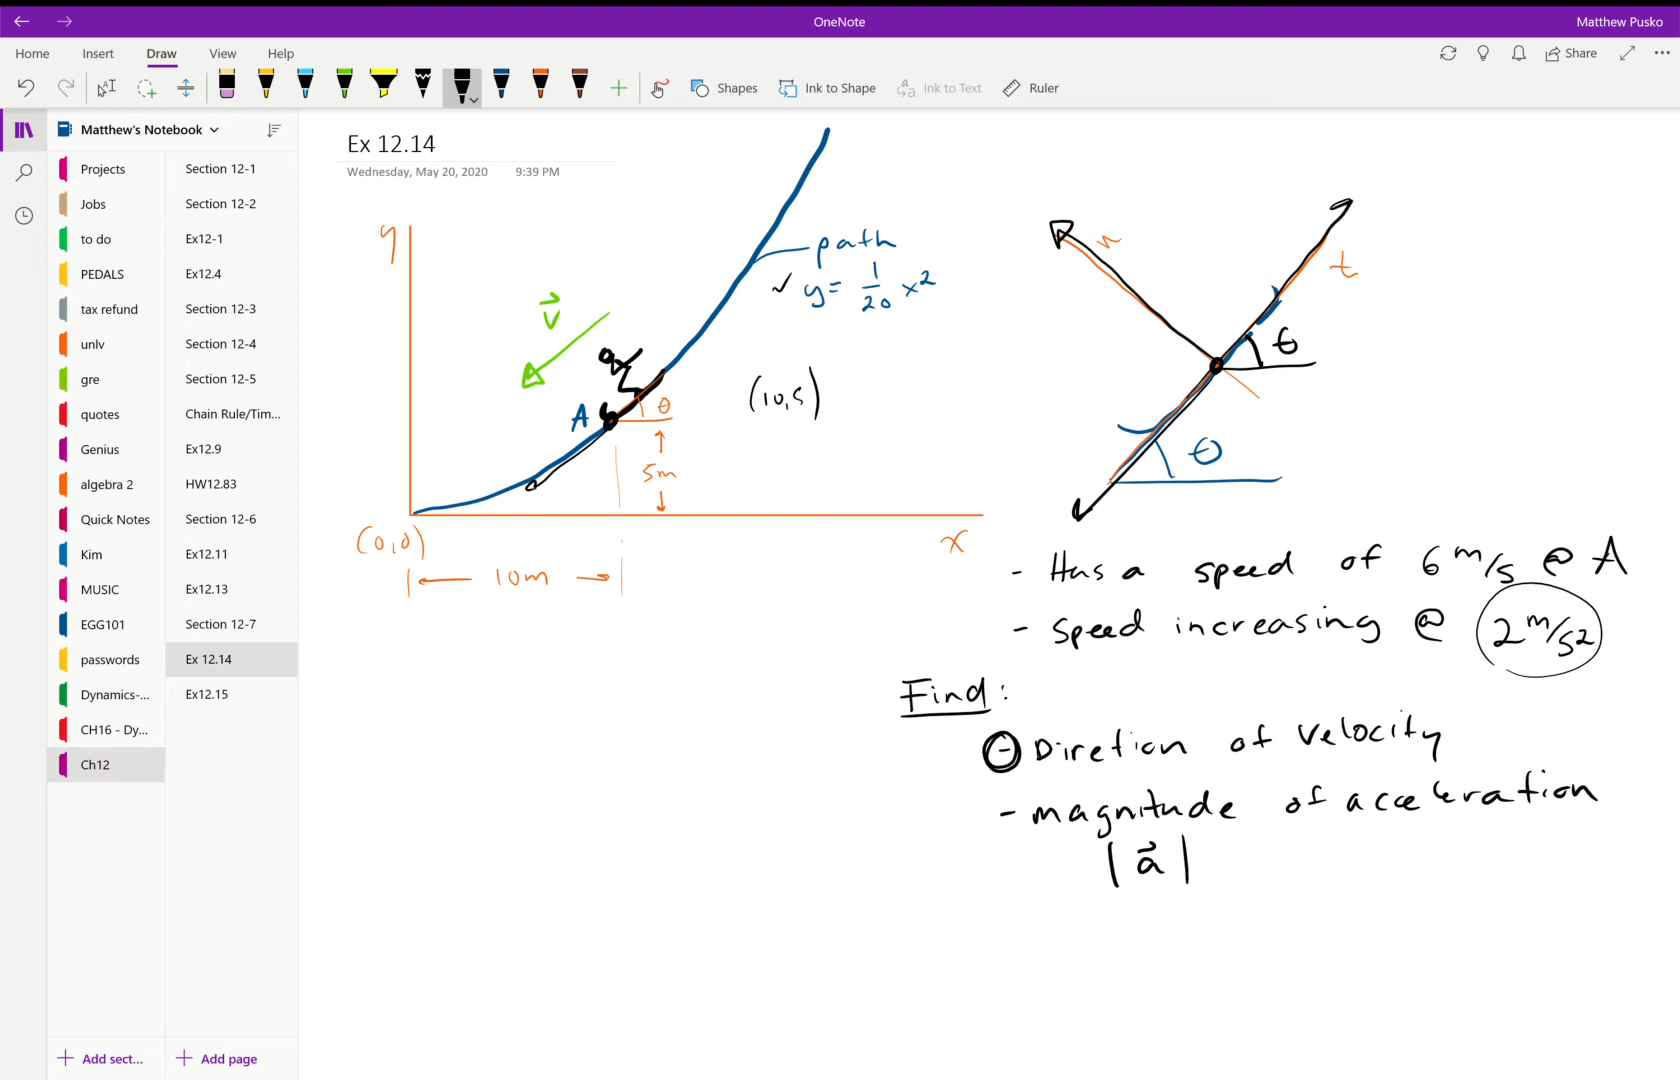 OneNote
Matthew Pusko
Home
Insert
Draw
View
Help
Share
Shapes
Ink to Shape
Ink to Text
Ruler
Matthew's Notebook
Projects
Jobs
to do
PEDALS
tax refund
unlv
gre
quotes
Genius
algebra 2
Quick Notes
Kim
MUSIC
EGG101
passwords
Dynamics-...
CH16 - Dy...
Ch12
Section 12-1
Section 12-2
Ex12-1
Ex12.4
Section 12-3
Section 12-4
Section 12-5
Chain Rule/Tim...
Ex12.9
HW12.83
Section 12-6
Ex12.11
Ex12.13
Section 12-7
Ex 12.14
Ex12.15
Add sect...
Add page
Ex 12.14
Wednesday, May 20, 2020 9:39 PM
y
path
y = 1/20 x²
v⃗
A
θ
(10,5)
5m
(0,0)
x
10m
n
t
θ
θ
- Has a speed of 6 m/s @ A
- Speed increasing @ 2 m/s²
Find:
- Diretion of velocity
- magnitude of acceleration
|a⃗|